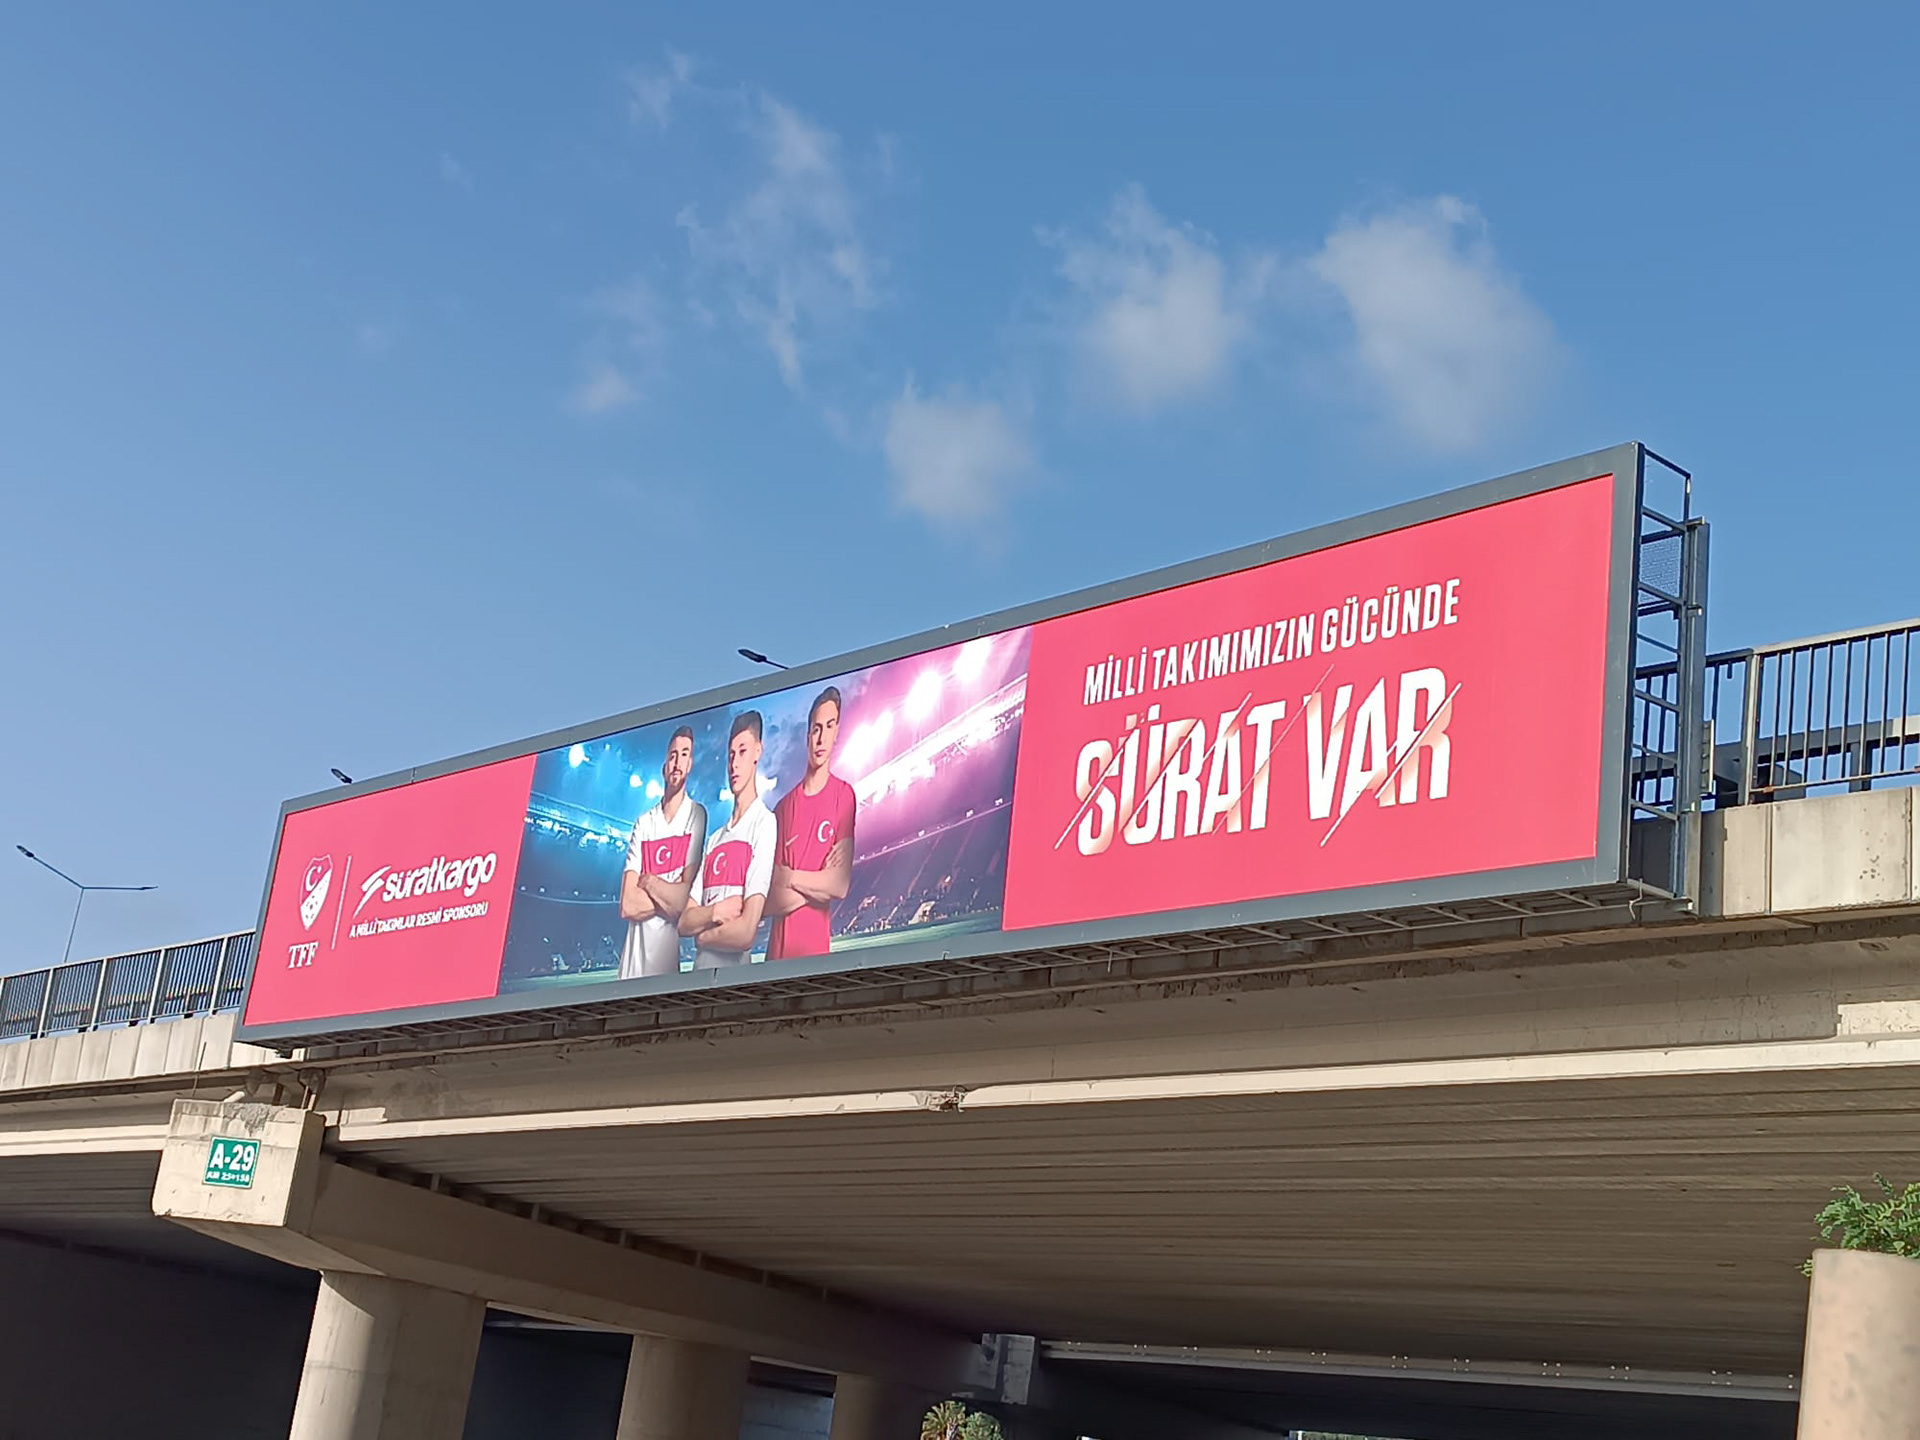 TFF
süratkargo
A MİLLİ TAKIMLAR RESMİ SPONSORU
MİLLİ TAKIMIMIZIN GÜCÜNDE
SÜRAT VAR
A-29